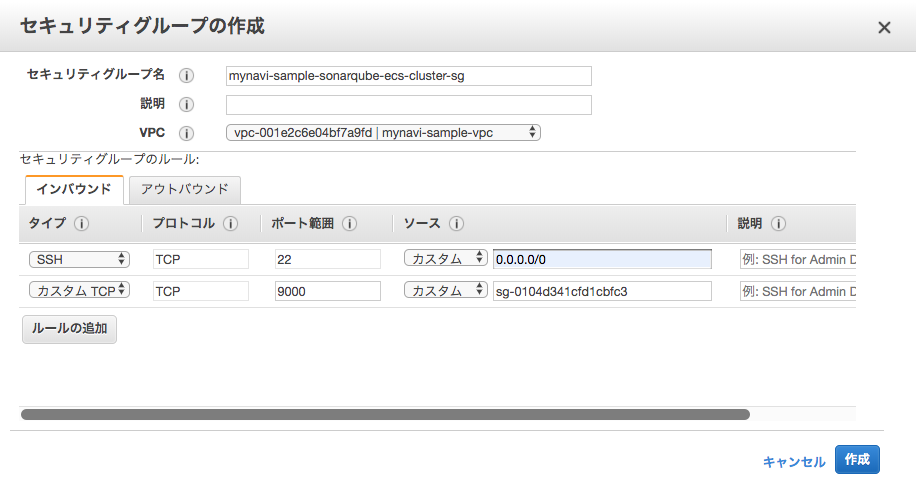 セキュリティグループの作成
セキュリティグループ名 mynavi-sample-sonarqube-ecs-cluster-sg
説明
VPC vpc-001e2c6e04bf7a9fd | mynavi-sample-vpc
セキュリティグループのルール:
インバウンド アウトバウンド
タイプ プロトコル ポート範囲 ソース 説明
SSH TCP 22 カスタム 0.0.0.0/0 例: SSH for Admin D
カスタム TCP TCP 9000 カスタム sg-0104d341cfd1cbfc3 例: SSH for Admin D
ルールの追加
キャンセル 作成